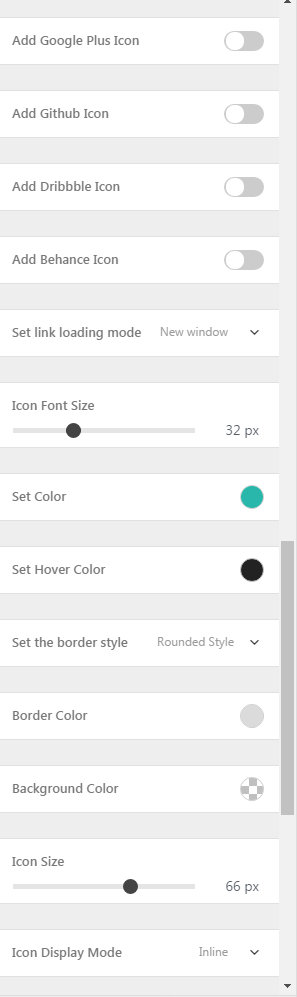 Add Google Plus Icon
Add Github Icon
Add Dribbble Icon
Add Behance Icon
Set link loading mode New window
Icon Font Size
32 px
Set Color
Set Hover Color
Set the border style Rounded Style
Border Color
Background Color
Icon Size
66 px
Icon Display Mode Inline